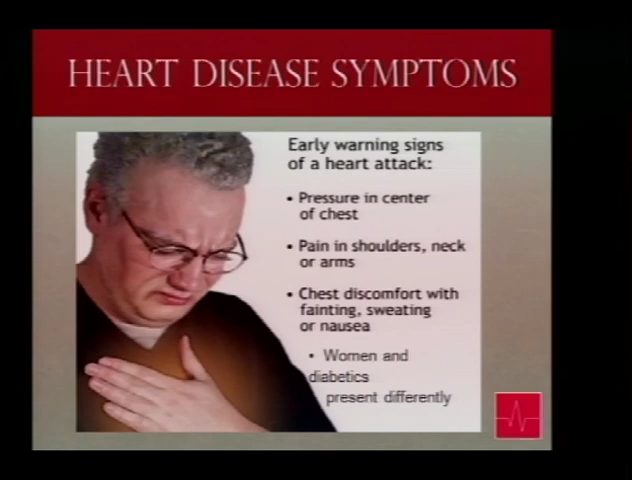 HEART DISEASE SYMPTOMS
Early warning signs
of a heart attack:
• Pressure in center
of chest
• Pain in shoulders, neck
or arms
• Chest discomfort with
fainting, sweating
or nausea
• Women and
diabetics
present differently